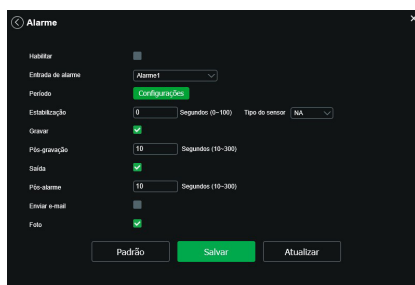 Alarme
Habilitar
Entrada de alarme Alarme1
Período Configurações
Estabilização 0 Segundos (0~100) Tipo do sensor NA
Gravar
Pós-gravação 10 Segundos (10~300)
Saída
Pós-alarme 10 Segundos (10~300)
Enviar e-mail
Foto
Padrão Salvar Atualizar